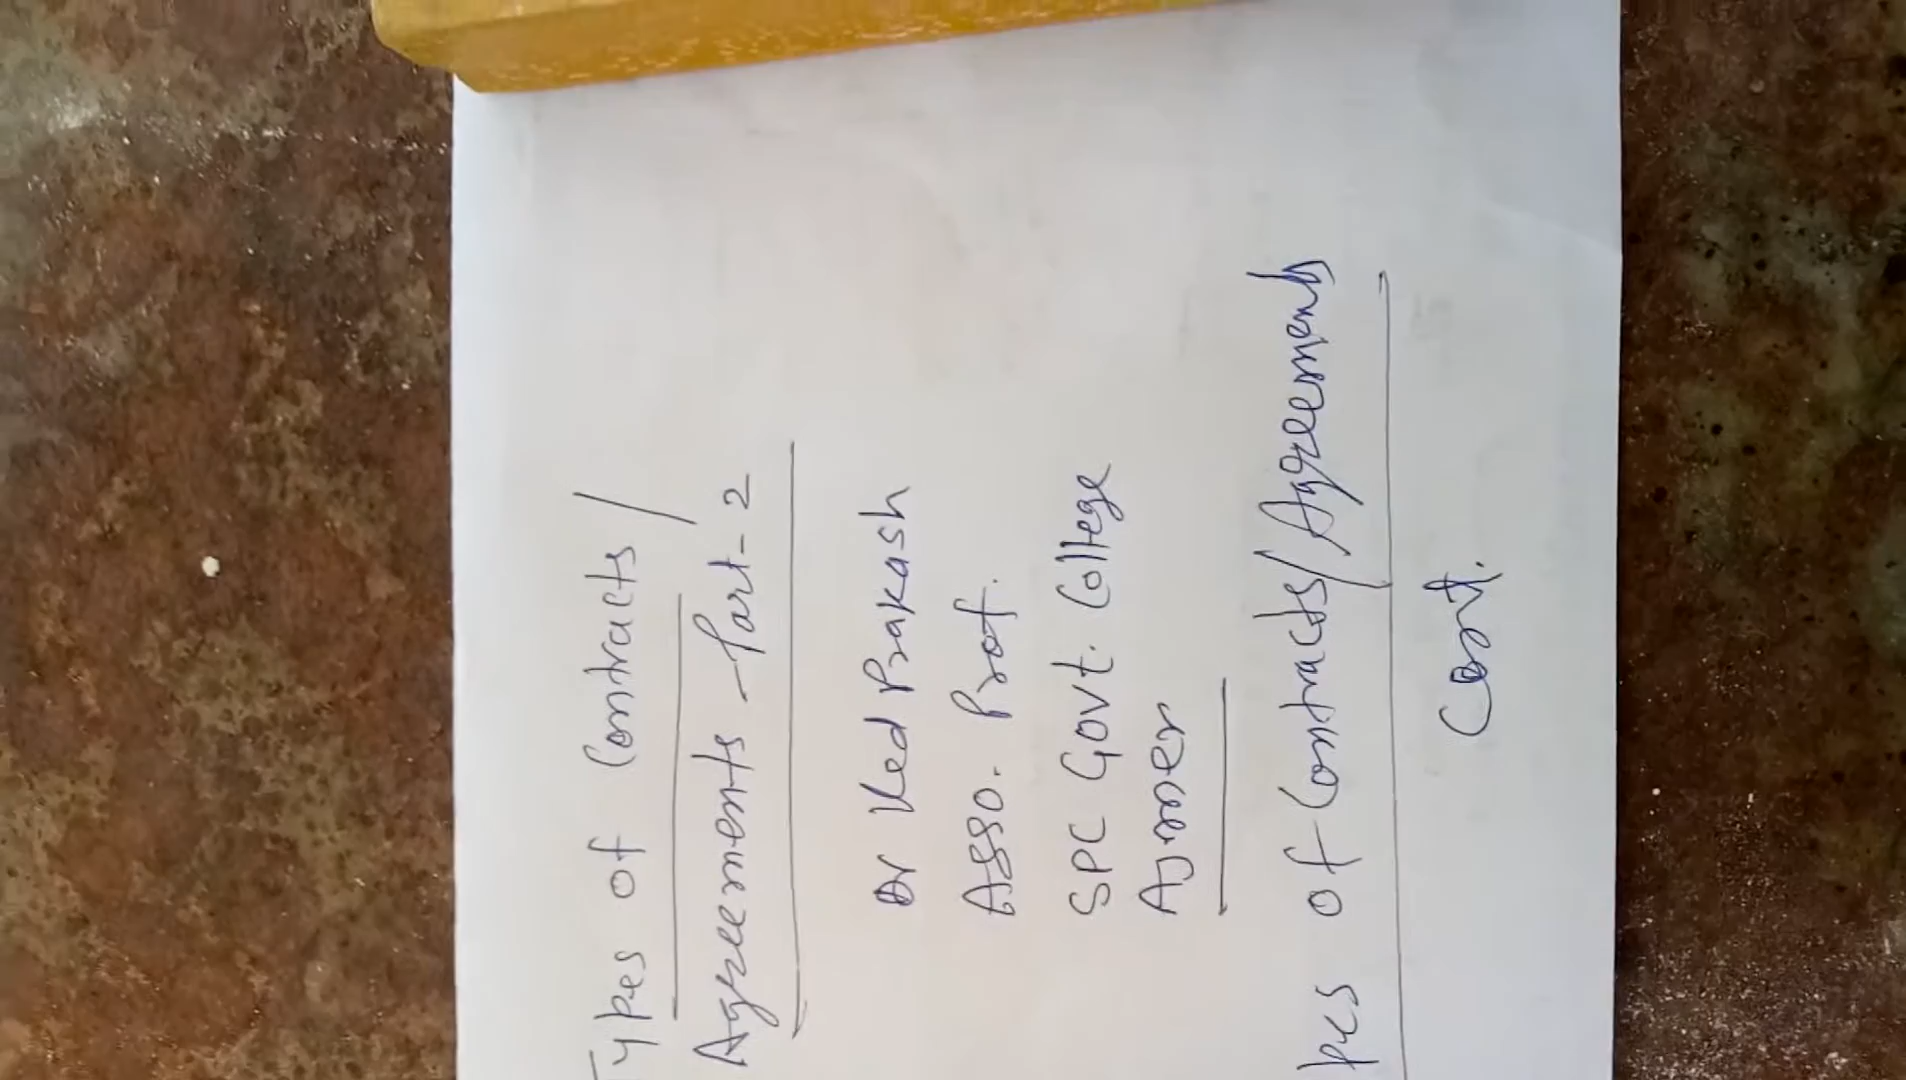 Types of Contracts/
Agreements - Part-2
Dr Ved Prakash
Asso. Prof.
SPC Govt. College
Ajmer
pes of Contracts/Agreements
Cont.